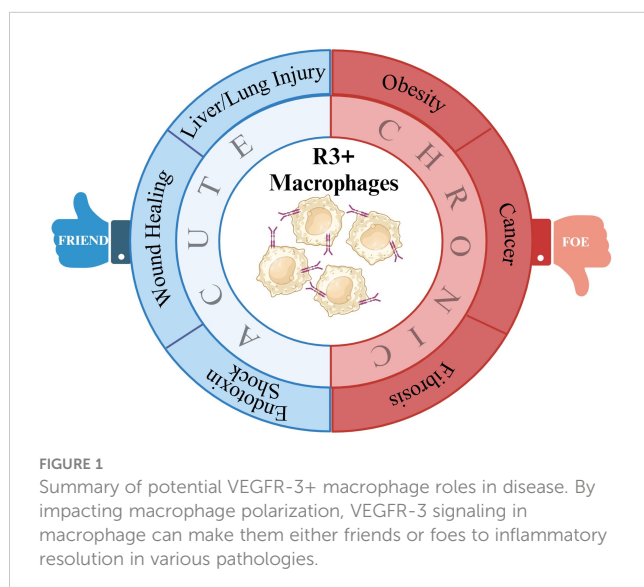 Liver/Lung Injury
Obesity
ACUTE
CHRONIC
R3+
Macrophages
FRIEND
FOE
Wound Healing
Cancer
Endotoxin
Shock
Fibrosis
FIGURE 1
Summary of potential VEGFR-3+ macrophage roles in disease. By
impacting macrophage polarization, VEGFR-3 signaling in
macrophage can make them either friends or foes to inflammatory
resolution in various pathologies.